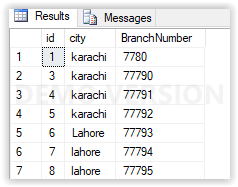 Results Messages
id city BranchNumber
1 1 karachi 7780
2 3 karachi 77790
3 4 karachi 77791
4 5 karachi 77792
5 6 Lahore 77793
6 7 lahore 77794
7 8 lahore 77795